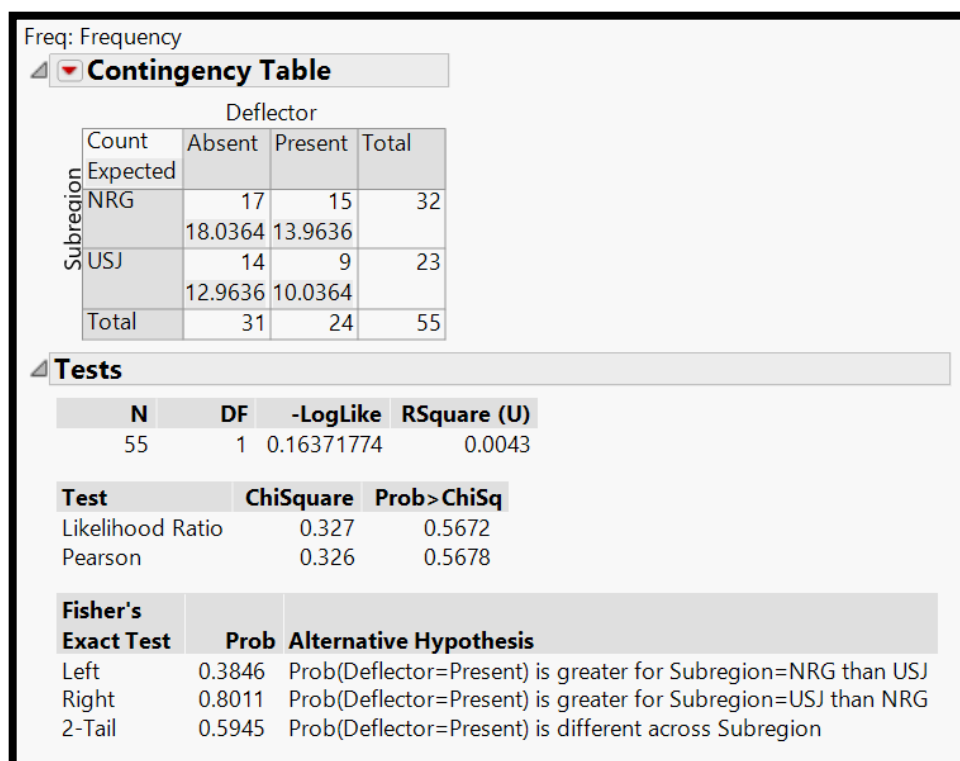 Freq: Frequency
Contingency Table
Deflector
Subregion
Count Absent Present Total
Expected
NRG 17 15 32
18.0364 13.9636
USJ 14 9 23
12.9636 10.0364
Total 31 24 55
Tests
N DF -LogLike RSquare (U)
55 1 0.16371774 0.0043
Test ChiSquare Prob>ChiSq
Likelihood Ratio 0.327 0.5672
Pearson 0.326 0.5678
Fisher's
Exact Test Prob Alternative Hypothesis
Left 0.3846 Prob(Deflector=Present) is greater for Subregion=NRG than USJ
Right 0.8011 Prob(Deflector=Present) is greater for Subregion=USJ than NRG
2-Tail 0.5945 Prob(Deflector=Present) is different across Subregion